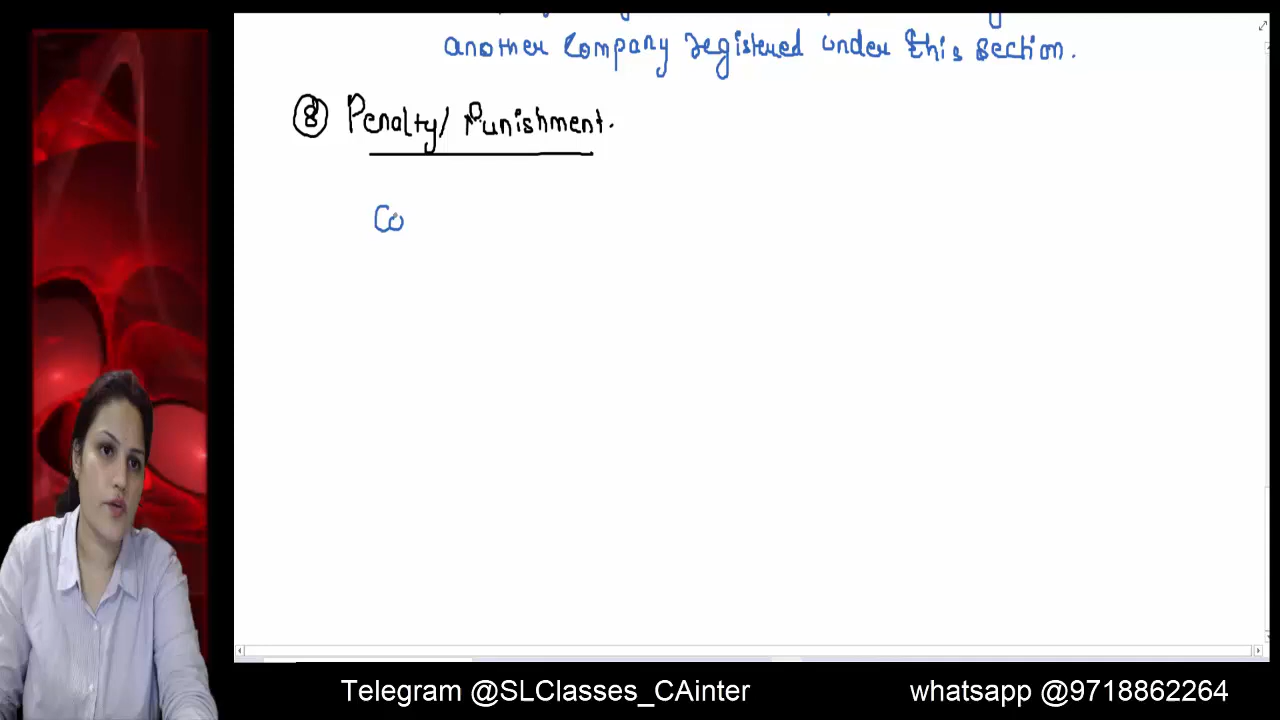 another Company registered under this section.
⑧ Penalty/ Punishment.
Co
Telegram @SLClasses_CAinter whatsapp @9718862264